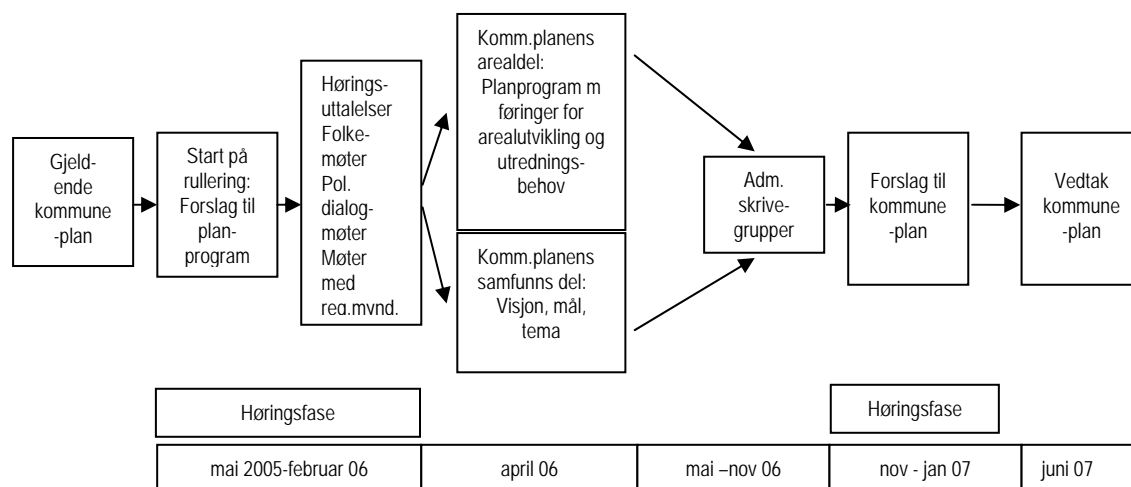 Gjeld-
ende
kommune
-plan
Start på
rullering:
Forslag til
plan-
program
Hørings-
uttalelser
Folke-
møter
Pol.
dialog-
møter
Møter
med
reg.mynd.
Komm.planens
arealdel:
Planprogram m
føringer for
arealutvikling og
utrednings-
behov
Komm.planens
samfunns del:
Visjon, mål,
tema
Adm.
skrive-
grupper
Forslag til
kommune
-plan
Vedtak
kommune
-plan
Høringsfase
Høringsfase
mai 2005-februar 06
april 06
mai –nov 06
nov - jan 07
juni 07